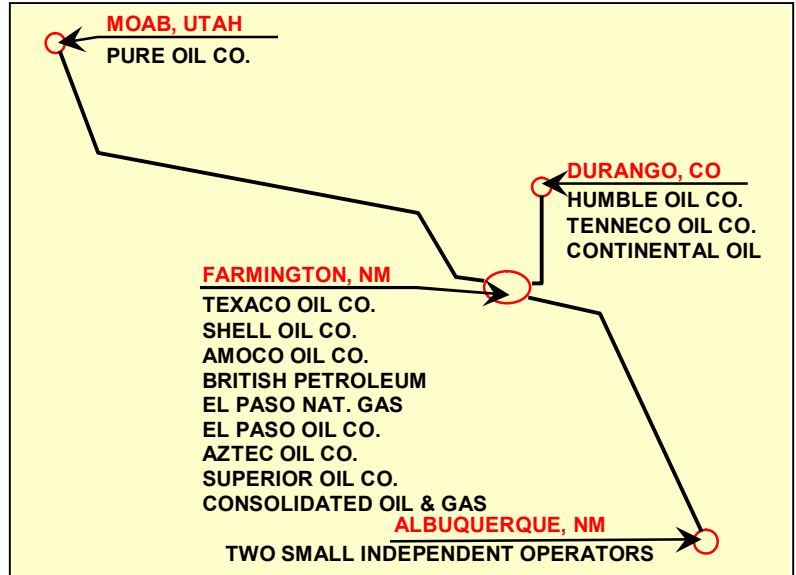 MOAB, UTAH
PURE OIL CO.
DURANGO, CO
HUMBLE OIL CO.
TENNECO OIL CO.
CONTINENTAL OIL
FARMINGTON, NM
TEXACO OIL CO.
SHELL OIL CO.
AMOCO OIL CO.
BRITISH PETROLEUM
EL PASO NAT. GAS
EL PASO OIL CO.
AZTEC OIL CO.
SUPERIOR OIL CO.
CONSOLIDATED OIL & GAS
ALBUQUERQUE, NM
TWO SMALL INDEPENDENT OPERATORS